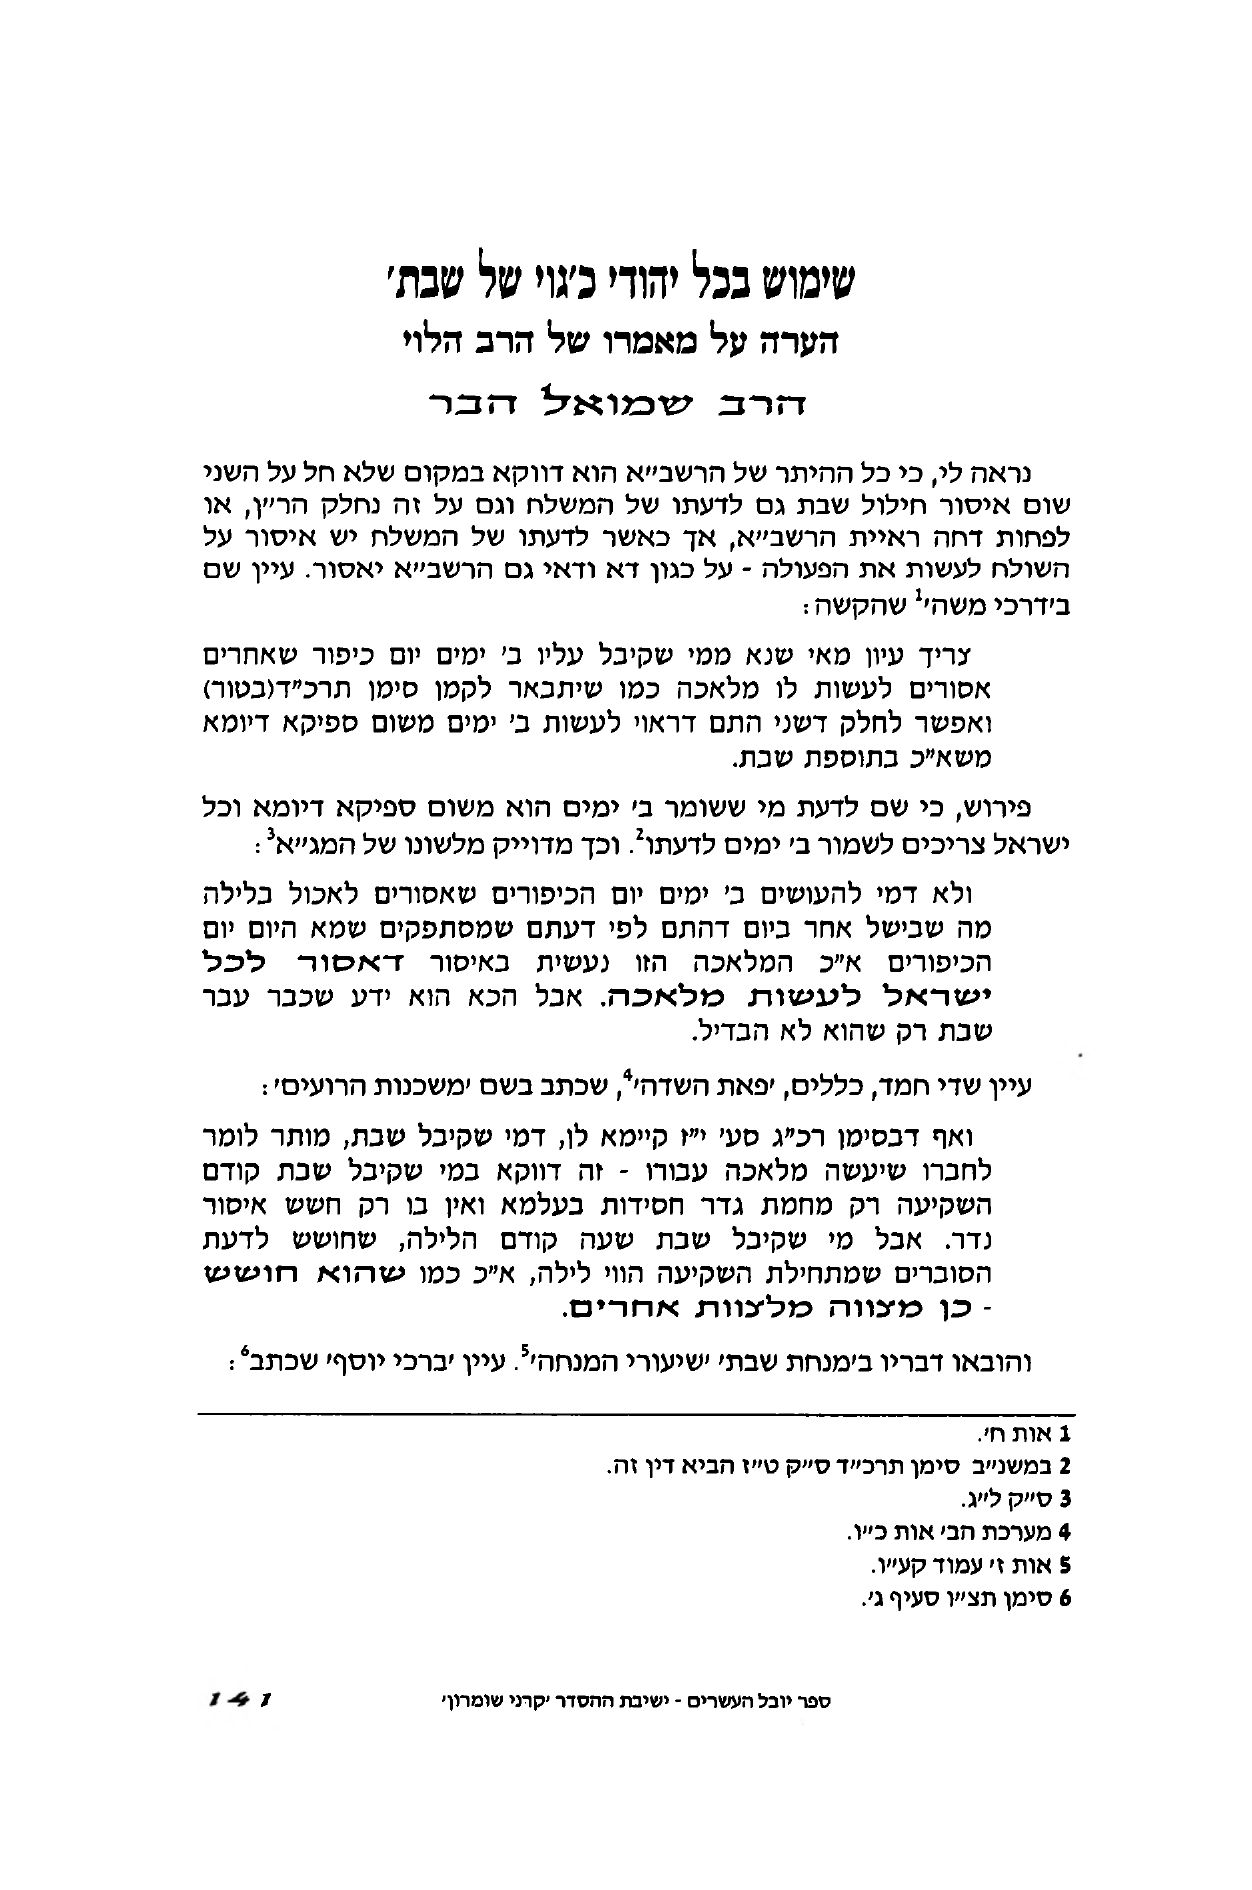 שימוש בכל יהודי כ'גוי של שבת'
הערה על מאמרו של הרב הלוי
הרב שמואל הבר
נראה לי, כי כל ההיתר של הרשב"א הוא דווקא במקום שלא חל על השני
שום איסור חילול שבת גם לדעתו של המשלח וגם על זה נחלק הר"ן, או
לפחות דחה ראיית הרשב"א, אך כאשר לדעתו של המשלח יש איסור על
השולח לעשות את הפעולה - על כגון דא ודאי גם הרשב"א יאסור. עיין שם
ב'דרכי משה'1 שהקשה:
צריך עיון מאי שנא ממי שקיבל עליו ב' ימים יום כיפור שאחרים
אסורים לעשות לו מלאכה כמו שיתבאר לקמן סימן תרכ"ד(בטור)
ואפשר לחלק דשני התם דראוי לעשות ב' ימים משום ספיקא דיומא
משא"כ בתוספת שבת.
פירוש, כי שם לדעת מי ששומר ב' ימים הוא משום ספיקא דיומא וכל
ישראל צריכים לשמור ב' ימים לדעתו2. וכך מדוייק מלשונו של המג"א3:
ולא דמי להעושים ב' ימים יום הכיפורים שאסורים לאכול בלילה
מה שבישל אחר ביום דהתם לפי דעתם שמסתפקים שמא היום יום
הכיפורים א"כ המלאכה הזו נעשית באיסור דאסור לכל
ישראל לעשות מלאכה. אבל הכא הוא ידע שכבר עבר
שבת רק שהוא לא הבדיל.
עיין שדי חמד, כללים, 'פאת השדה'4, שכתב בשם 'משכנות הרועים':
ואף דבסימן רכ"ג סע' י"ז קיימא לן, דמי שקיבל שבת, מותר לומר
לחברו שיעשה מלאכה עבורו - זה דווקא במי שקיבל שבת קודם
השקיעה רק מחמת גדר חסידות בעלמא ואין בו רק חשש איסור
נדר. אבל מי שקיבל שבת שעה קודם הלילה, שחושש לדעת
הסוברים שמתחילת השקיעה הווי לילה, א"כ כמו שהוא חושש
- כן מצווה מלצוות אחרים.
והובאו דבריו ב'מנחת שבת' 'שיעורי המנחה'5. עיין 'ברכי יוסף' שכתב6:
1 אות ח'.
2 במשנ"ב סימן תרכ"ד ס"ק ט"ז הביא דין זה.
3 ס"ק ל"ג.
4 מערכת הב' אות כ"ו.
5 אות ז' עמוד קע"ו.
6 סימן תצ"ו סעיף ג'.
ספר יובל העשרים - ישיבת ההסדר 'קרני שומרון'
141